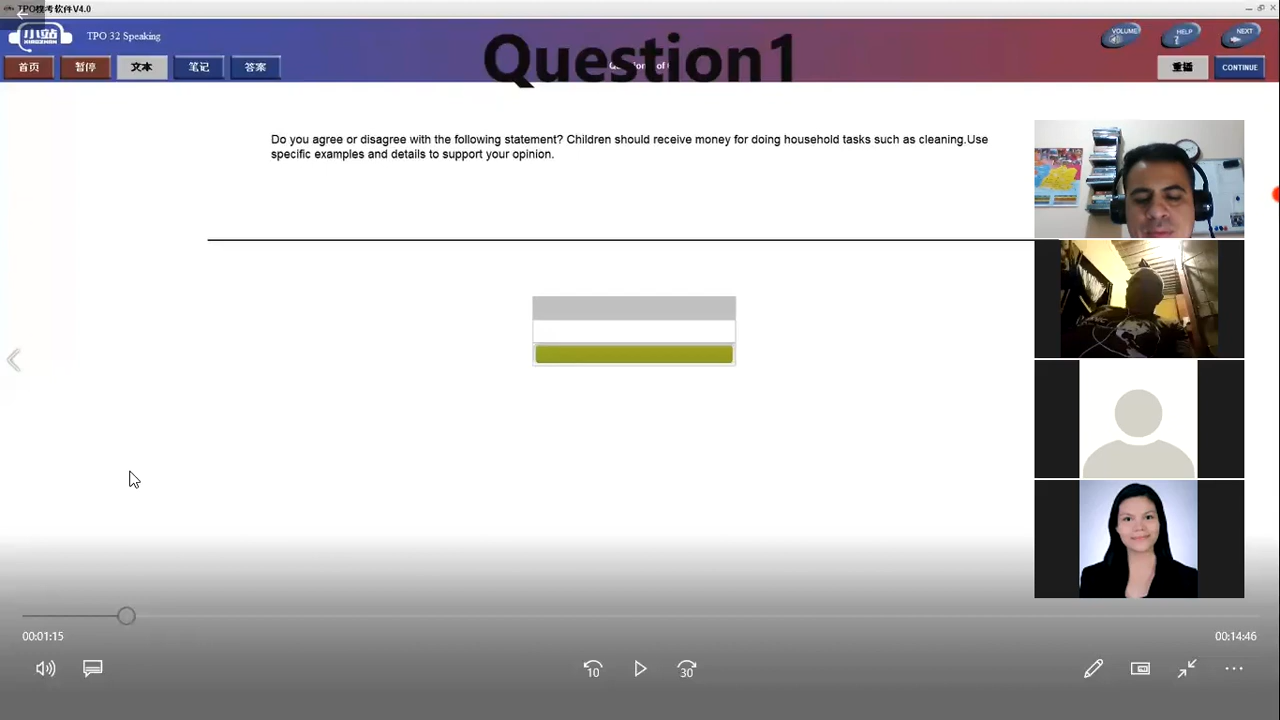 TPO模考软件V4.0
小站
XIAOZHAN
TPO 32 Speaking
Question1
VOLUME
HELP
NEXT
首页
暂停
文本
笔记
答案
重播
CONTINUE
Do you agree or disagree with the following statement? Children should receive money for doing household tasks such as cleaning.Use
specific examples and details to support your opinion.
00:01:15
00:14:46
10
30